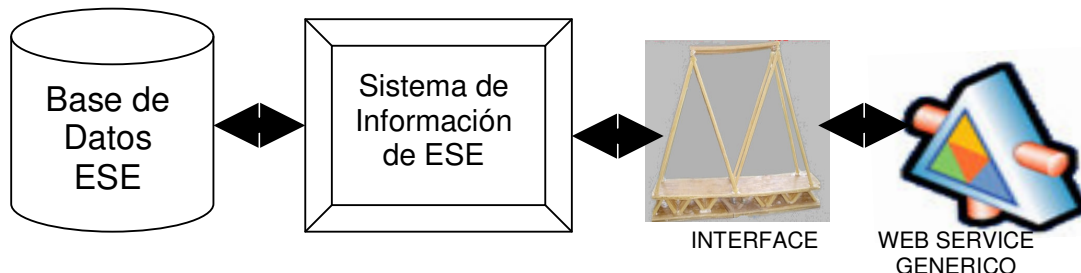 Base de
Datos
ESE
Sistema de
Información
de ESE
INTERFACE
WEB SERVICE
GENERICO